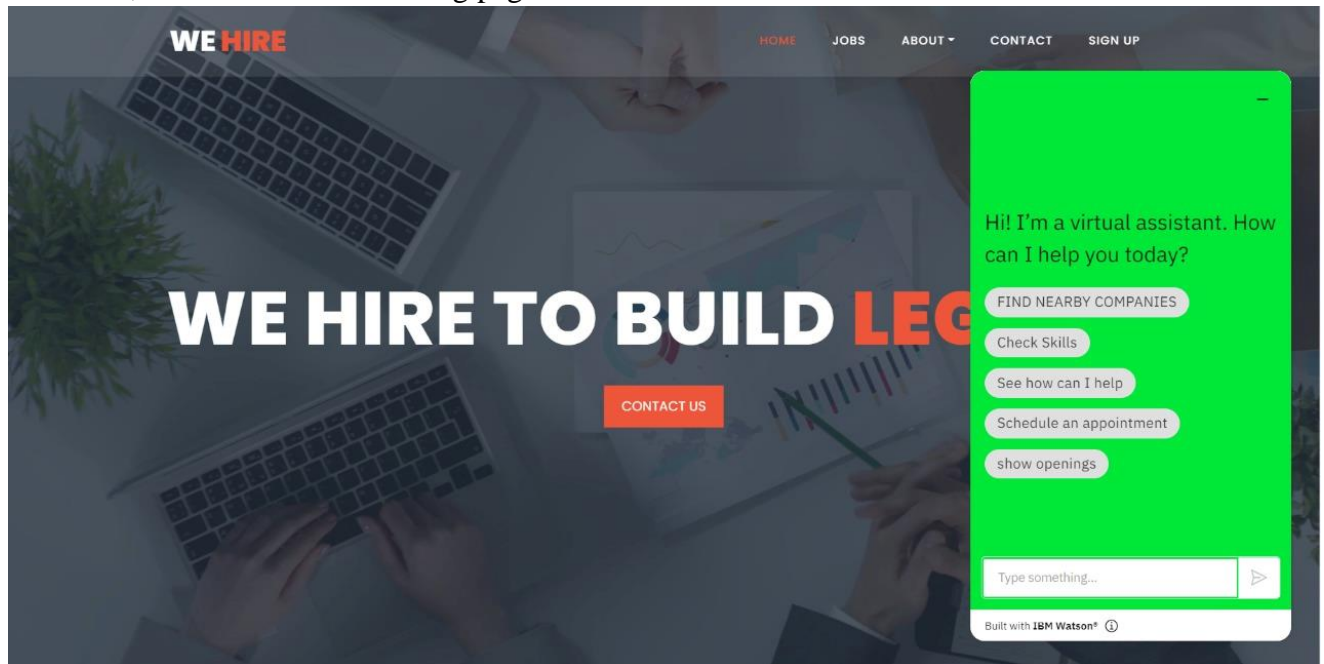 WE HIRE
HOME JOBS ABOUT CONTACT SIGN UP
WE HIRE TO BUILD LEG
CONTACT US
Hi! I'm a virtual assistant. How
can I help you today?
FIND NEARBY COMPANIES
Check Skills
See how can I help
Schedule an appointment
show openings
Type something...
Built with IBM Watson®